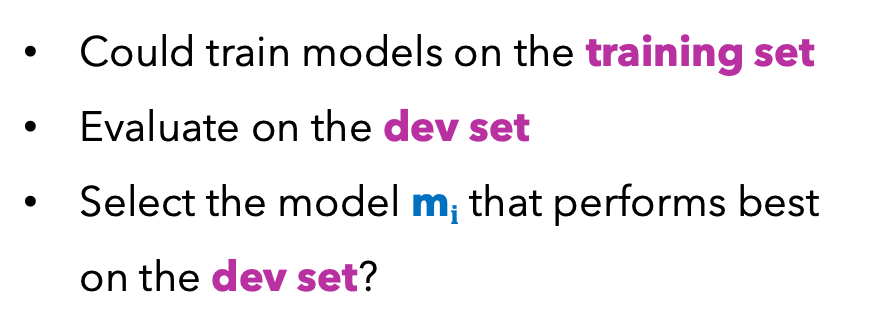 • Could train models on the training set
• Evaluate on the dev set
• Select the model mᵢ that performs best
on the dev set?